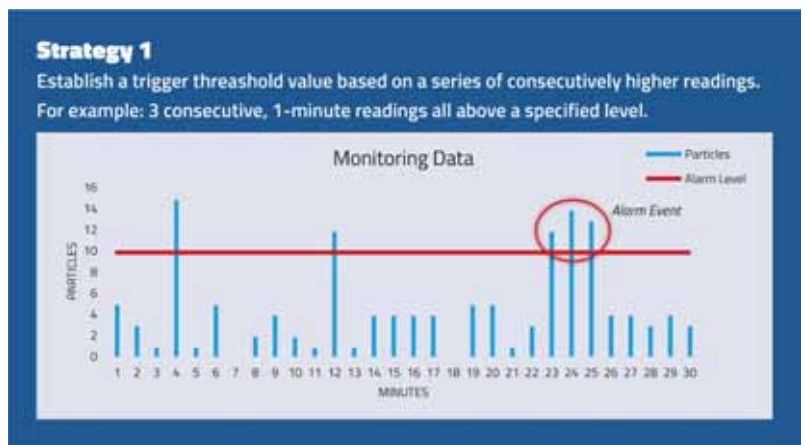 Strategy 1
Establish a trigger threashold value based on a series of consecutively higher readings.
For example: 3 consecutive, 1-minute readings all above a specified level.
Monitoring Data
Particles
Alarm Level
Alarm Event
PARTICLES
16
14
12
10
8
6
4
2
0
1 2 3 4 5 6 7 8 9 10 11 12 13 14 15 16 17 18 19 20 21 22 23 24 25 26 27 28 29 30
MINUTES